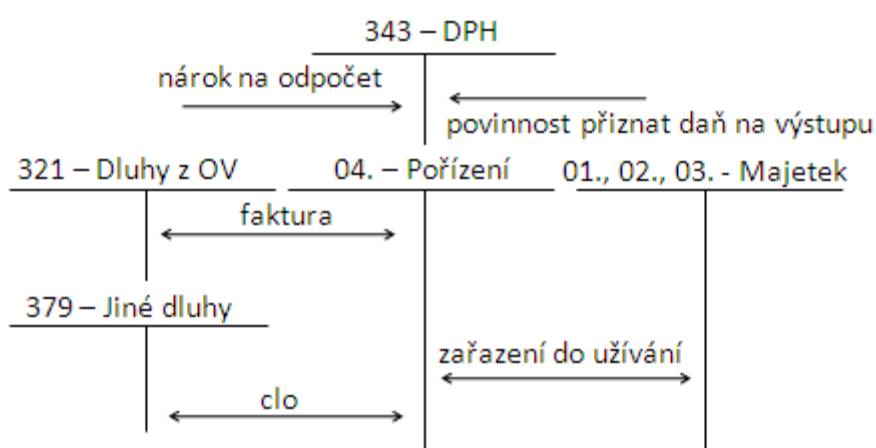 343 – DPH
nárok na odpočet
povinnost přiznat daň na výstupu
321 – Dluhy z OV
04. – Pořízení
01., 02., 03. - Majetek
faktura
379 – Jiné dluhy
zařazení do užívání
clo